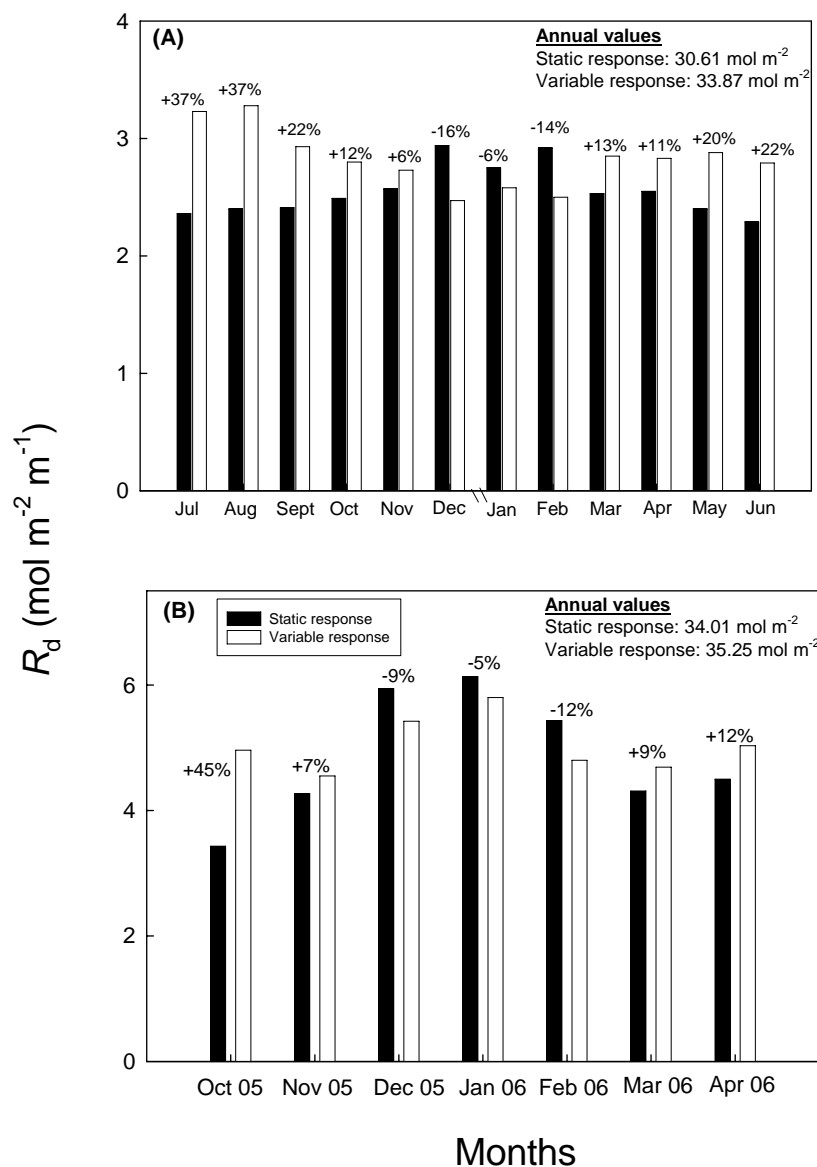 (A)
Annual values
Static response: 30.61 mol m⁻²
Variable response: 33.87 mol m⁻²
4
3
2
1
0
+37%
+37%
+22%
+12%
+6%
-16%
-6%
-14%
+13%
+11%
+20%
+22%
Jul
Aug
Sept
Oct
Nov
Dec
Jan
Feb
Mar
Apr
May
Jun
R_d (mol m⁻² m⁻¹)
(B)
Static response
Variable response
Annual values
Static response: 34.01 mol m⁻²
Variable response: 35.25 mol m⁻²
6
4
2
0
+45%
+7%
-9%
-5%
-12%
+9%
+12%
Oct 05
Nov 05
Dec 05
Jan 06
Feb 06
Mar 06
Apr 06
Months